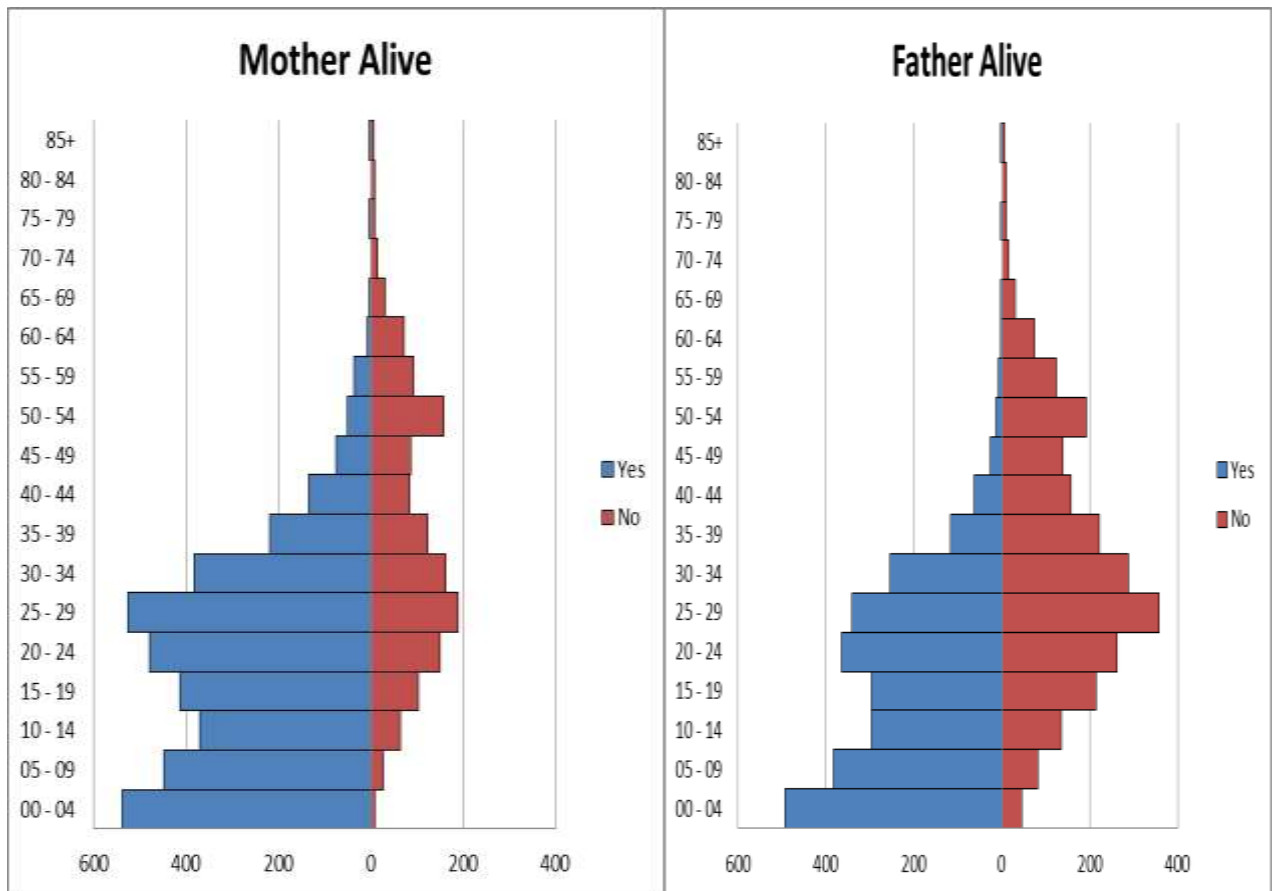 Mother Alive
85+
80 - 84
75 - 79
70 - 74
65 - 69
60 - 64
55 - 59
50 - 54
45 - 49
40 - 44
35 - 39
30 - 34
25 - 29
20 - 24
15 - 19
10 - 14
05 - 09
00 - 04
600 400 200 0 200 400
Yes
No
Father Alive
85+
80 - 84
75 - 79
70 - 74
65 - 69
60 - 64
55 - 59
50 - 54
45 - 49
40 - 44
35 - 39
30 - 34
25 - 29
20 - 24
15 - 19
10 - 14
05 - 09
00 - 04
600 400 200 0 200 400
Yes
No